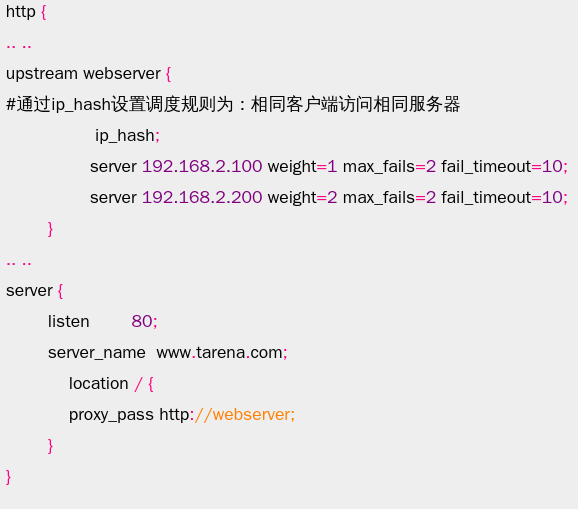 http {
.. ..
upstream webserver {
#通过ip_hash设置调度规则为：相同客户端访问相同服务器
ip_hash;
server 192.168.2.100 weight=1 max_fails=2 fail_timeout=10;
server 192.168.2.200 weight=2 max_fails=2 fail_timeout=10;
}
.. ..
server {
listen 80;
server_name www.tarena.com;
location / {
proxy_pass http://webserver;
}
}